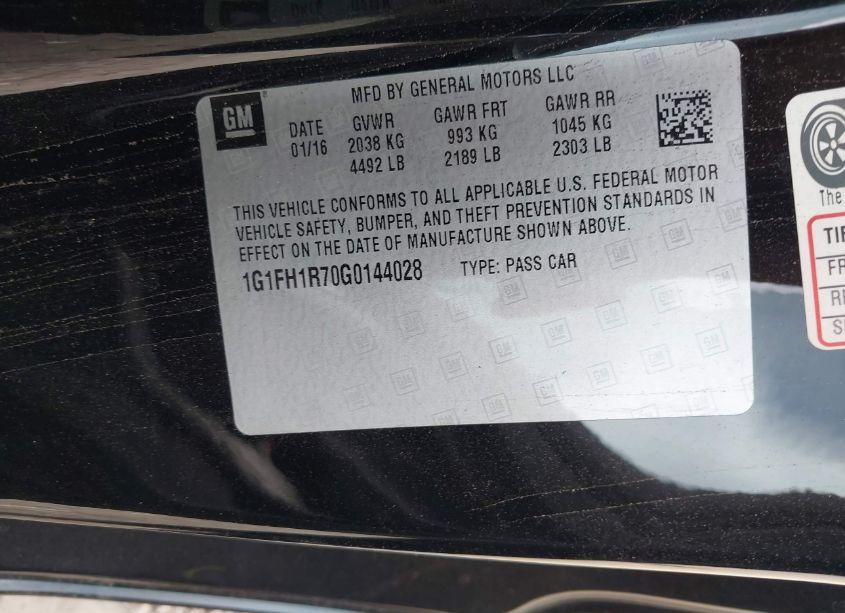 GM
MFD BY GENERAL MOTORS LLC
DATE GVWR GAWR FRT GAWR RR
01/16 2038 KG 993 KG 1045 KG
4492 LB 2189 LB 2303 LB
THIS VEHICLE CONFORMS TO ALL APPLICABLE U.S. FEDERAL MOTOR
VEHICLE SAFETY, BUMPER, AND THEFT PREVENTION STANDARDS IN
EFFECT ON THE DATE OF MANUFACTURE SHOWN ABOVE.
1G1FH1R70G0144028 TYPE: PASS CAR
The